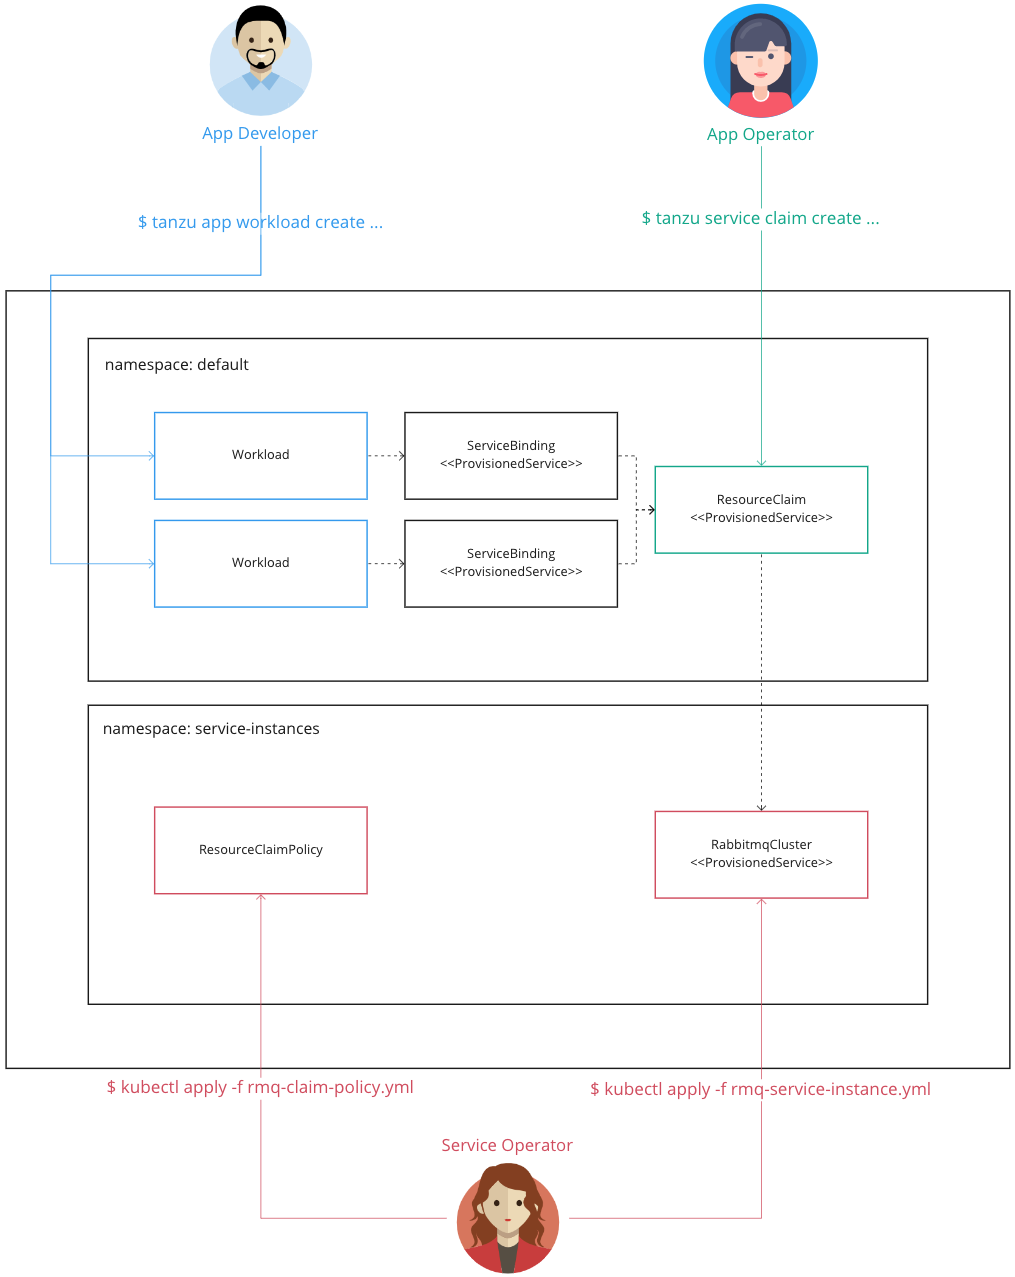 App Developer
App Operator
$ tanzu app workload create ...
$ tanzu service claim create ...
namespace: default
Workload
ServiceBinding
<<ProvisionedService>>
ResourceClaim
<<ProvisionedService>>
Workload
ServiceBinding
<<ProvisionedService>>
namespace: service-instances
ResourceClaimPolicy
RabbitmqCluster
<<ProvisionedService>>
$ kubectl apply -f rmq-claim-policy.yml
$ kubectl apply -f rmq-service-instance.yml
Service Operator